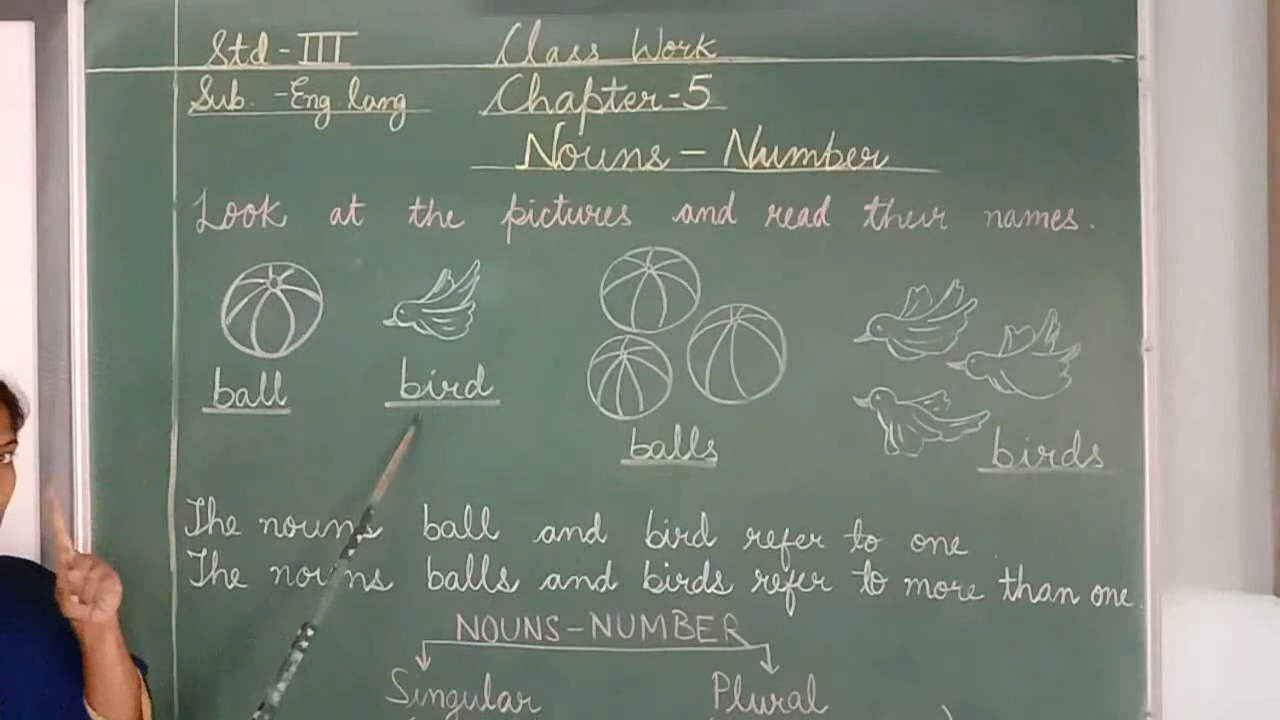 Std - III Class Work
Sub. - Eng lang Chapter - 5
Nouns - Number
Look at the pictures and read their names.
ball bird balls birds
The nouns ball and bird refer to one
The nouns balls and birds refer to more than one.
NOUNS - NUMBER
Singular Plural